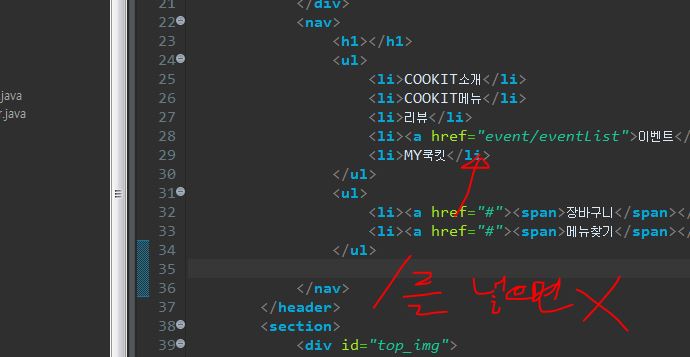 .java
r.java
21 </div>
22 <nav>
23 <h1></h1>
24 <ul>
25 <li>COOKIT소개</li>
26 <li>COOKIT메뉴</li>
27 <li>리뷰</li>
28 <li><a href="event/eventList">이벤트</
29 <li>MY쿡킷</li>
30 </ul>
31 <ul>
32 <li><a href="#"><span>장바구니</span></
33 <li><a href="#"><span>메뉴찾기</span></
34 </ul>
35
36 </nav>
37 </header>
38 <section>
39 <div id="top_img">
/를 넣으면 X